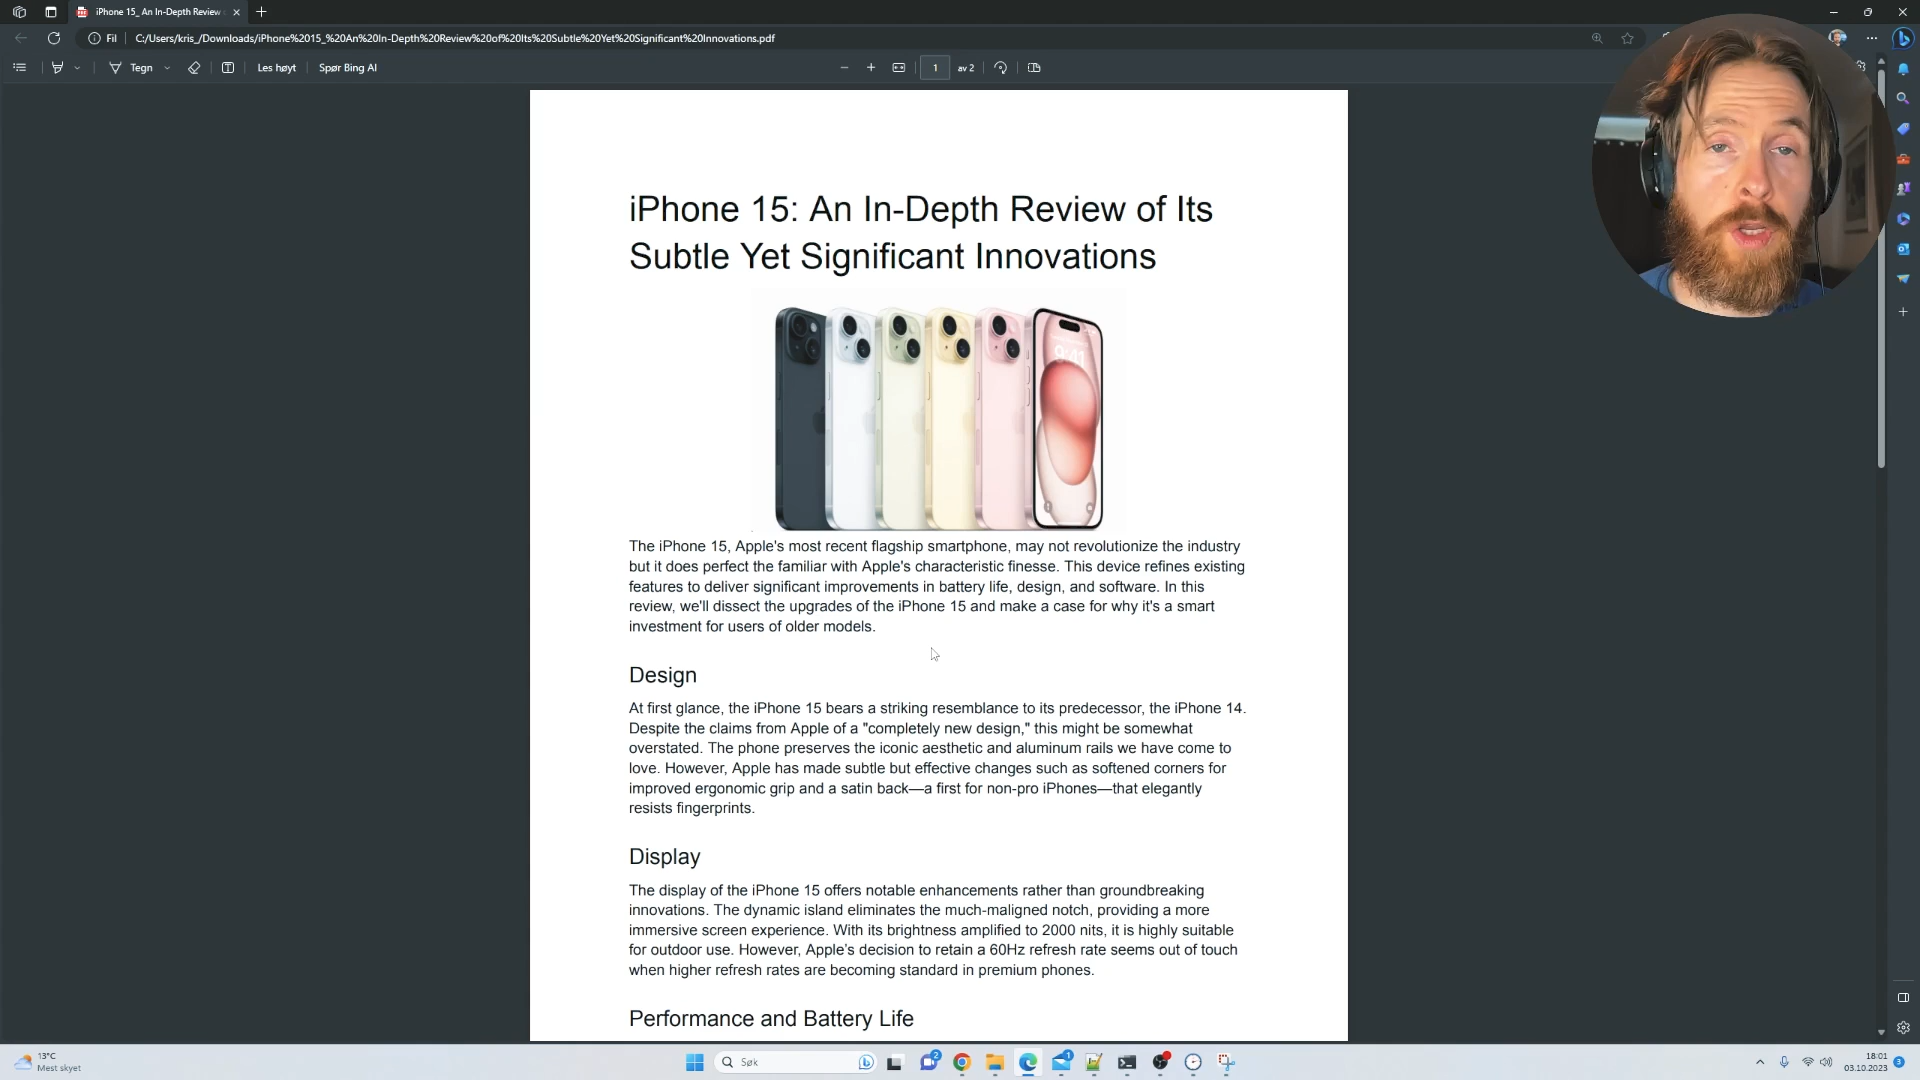 iPhone 15_ An In-Depth Review
Fil
C:/Users/kris_/Downloads/iPhone%2015_%20An%20In-Depth%20Review%20of%20Its%20Subtle%20Yet%20Significant%20Innovations.pdf
Tegn
Les høyt
Spør Bing AI
1
av 2
iPhone 15: An In-Depth Review of Its
Subtle Yet Significant Innovations
9:41
The iPhone 15, Apple's most recent flagship smartphone, may not revolutionize the industry
but it does perfect the familiar with Apple's characteristic finesse. This device refines existing
features to deliver significant improvements in battery life, design, and software. In this
review, we'll dissect the upgrades of the iPhone 15 and make a case for why it's a smart
investment for users of older models.
Design
At first glance, the iPhone 15 bears a striking resemblance to its predecessor, the iPhone 14.
Despite the claims from Apple of a "completely new design," this might be somewhat
overstated. The phone preserves the iconic aesthetic and aluminum rails we have come to
love. However, Apple has made subtle but effective changes such as softened corners for
improved ergonomic grip and a satin back—a first for non-pro iPhones—that elegantly
resists fingerprints.
Display
The display of the iPhone 15 offers notable enhancements rather than groundbreaking
innovations. The dynamic island eliminates the much-maligned notch, providing a more
immersive screen experience. With its brightness amplified to 2000 nits, it is highly suitable
for outdoor use. However, Apple's decision to retain a 60Hz refresh rate seems out of touch
when higher refresh rates are becoming standard in premium phones.
Performance and Battery Life
13°C
Mest skyet
Søk
2
1
18:01
03.10.2023
3